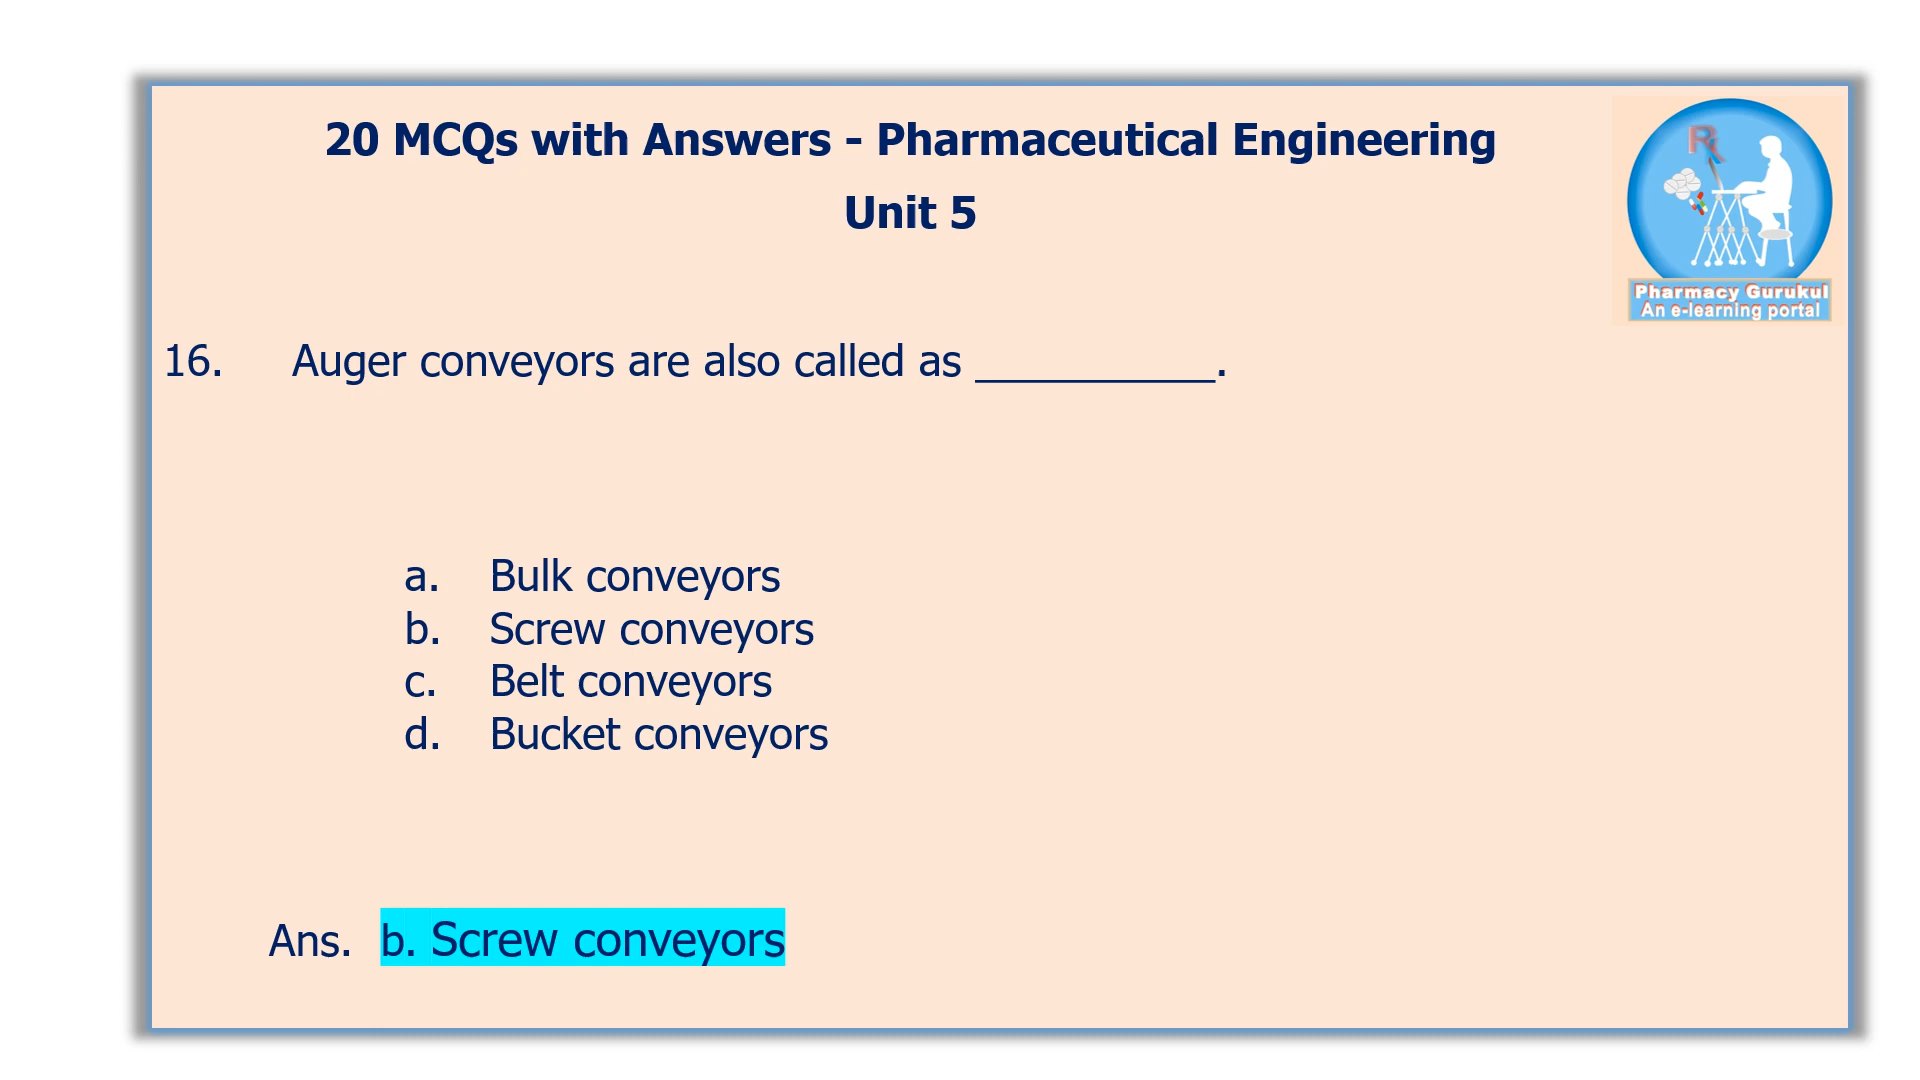 20 MCQs with Answers - Pharmaceutical Engineering
Unit 5
Rx
Pharmacy Gurukul
An e-learning portal
16. Auger conveyors are also called as __________.
a. Bulk conveyors
b. Screw conveyors
c. Belt conveyors
d. Bucket conveyors
Ans. b. Screw conveyors